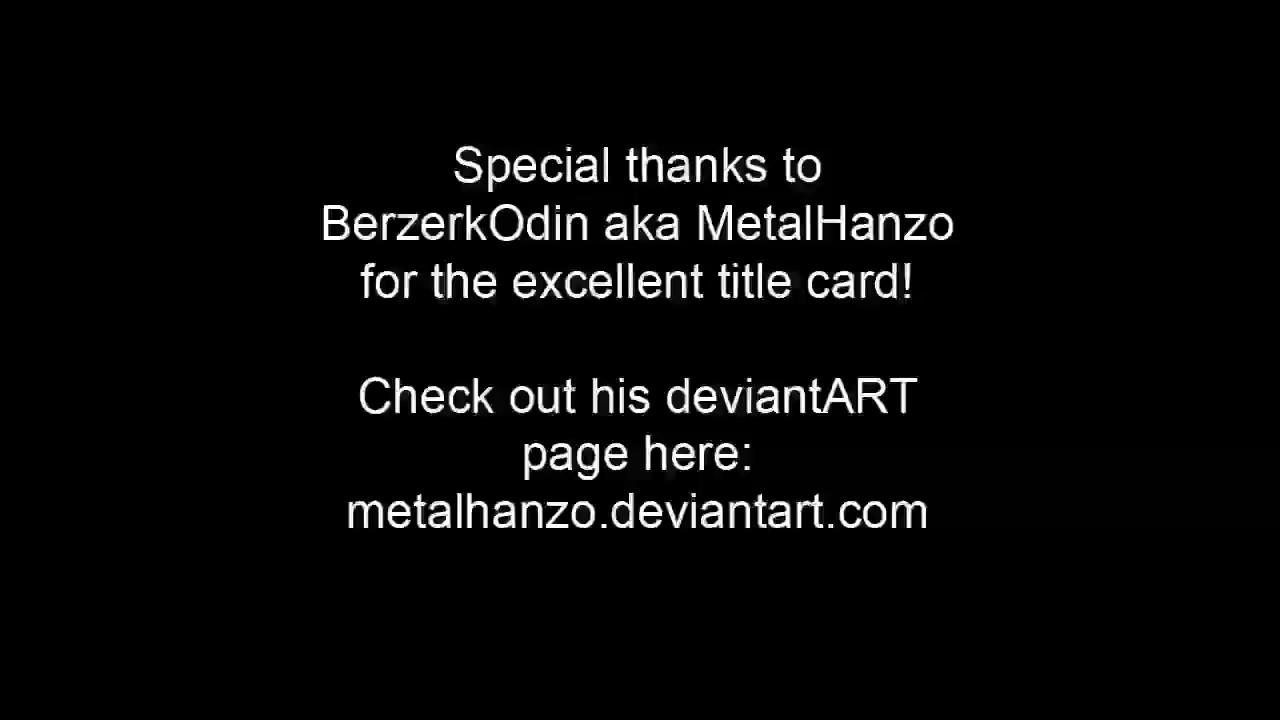 Special thanks to
BerzerkOdin aka MetalHanzo
for the excellent title card!
Check out his deviantART
page here:
metalhanzo.deviantart.com